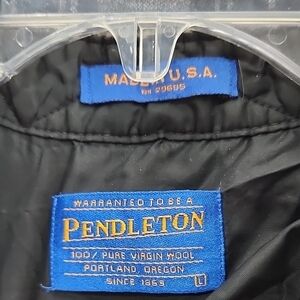 MADE U.S.A.
RN 29685
WARRANTED TO BE A
PENDLETON
100% PURE VIRGIN WOOL
PORTLAND, OREGON
SINCE 1863
L